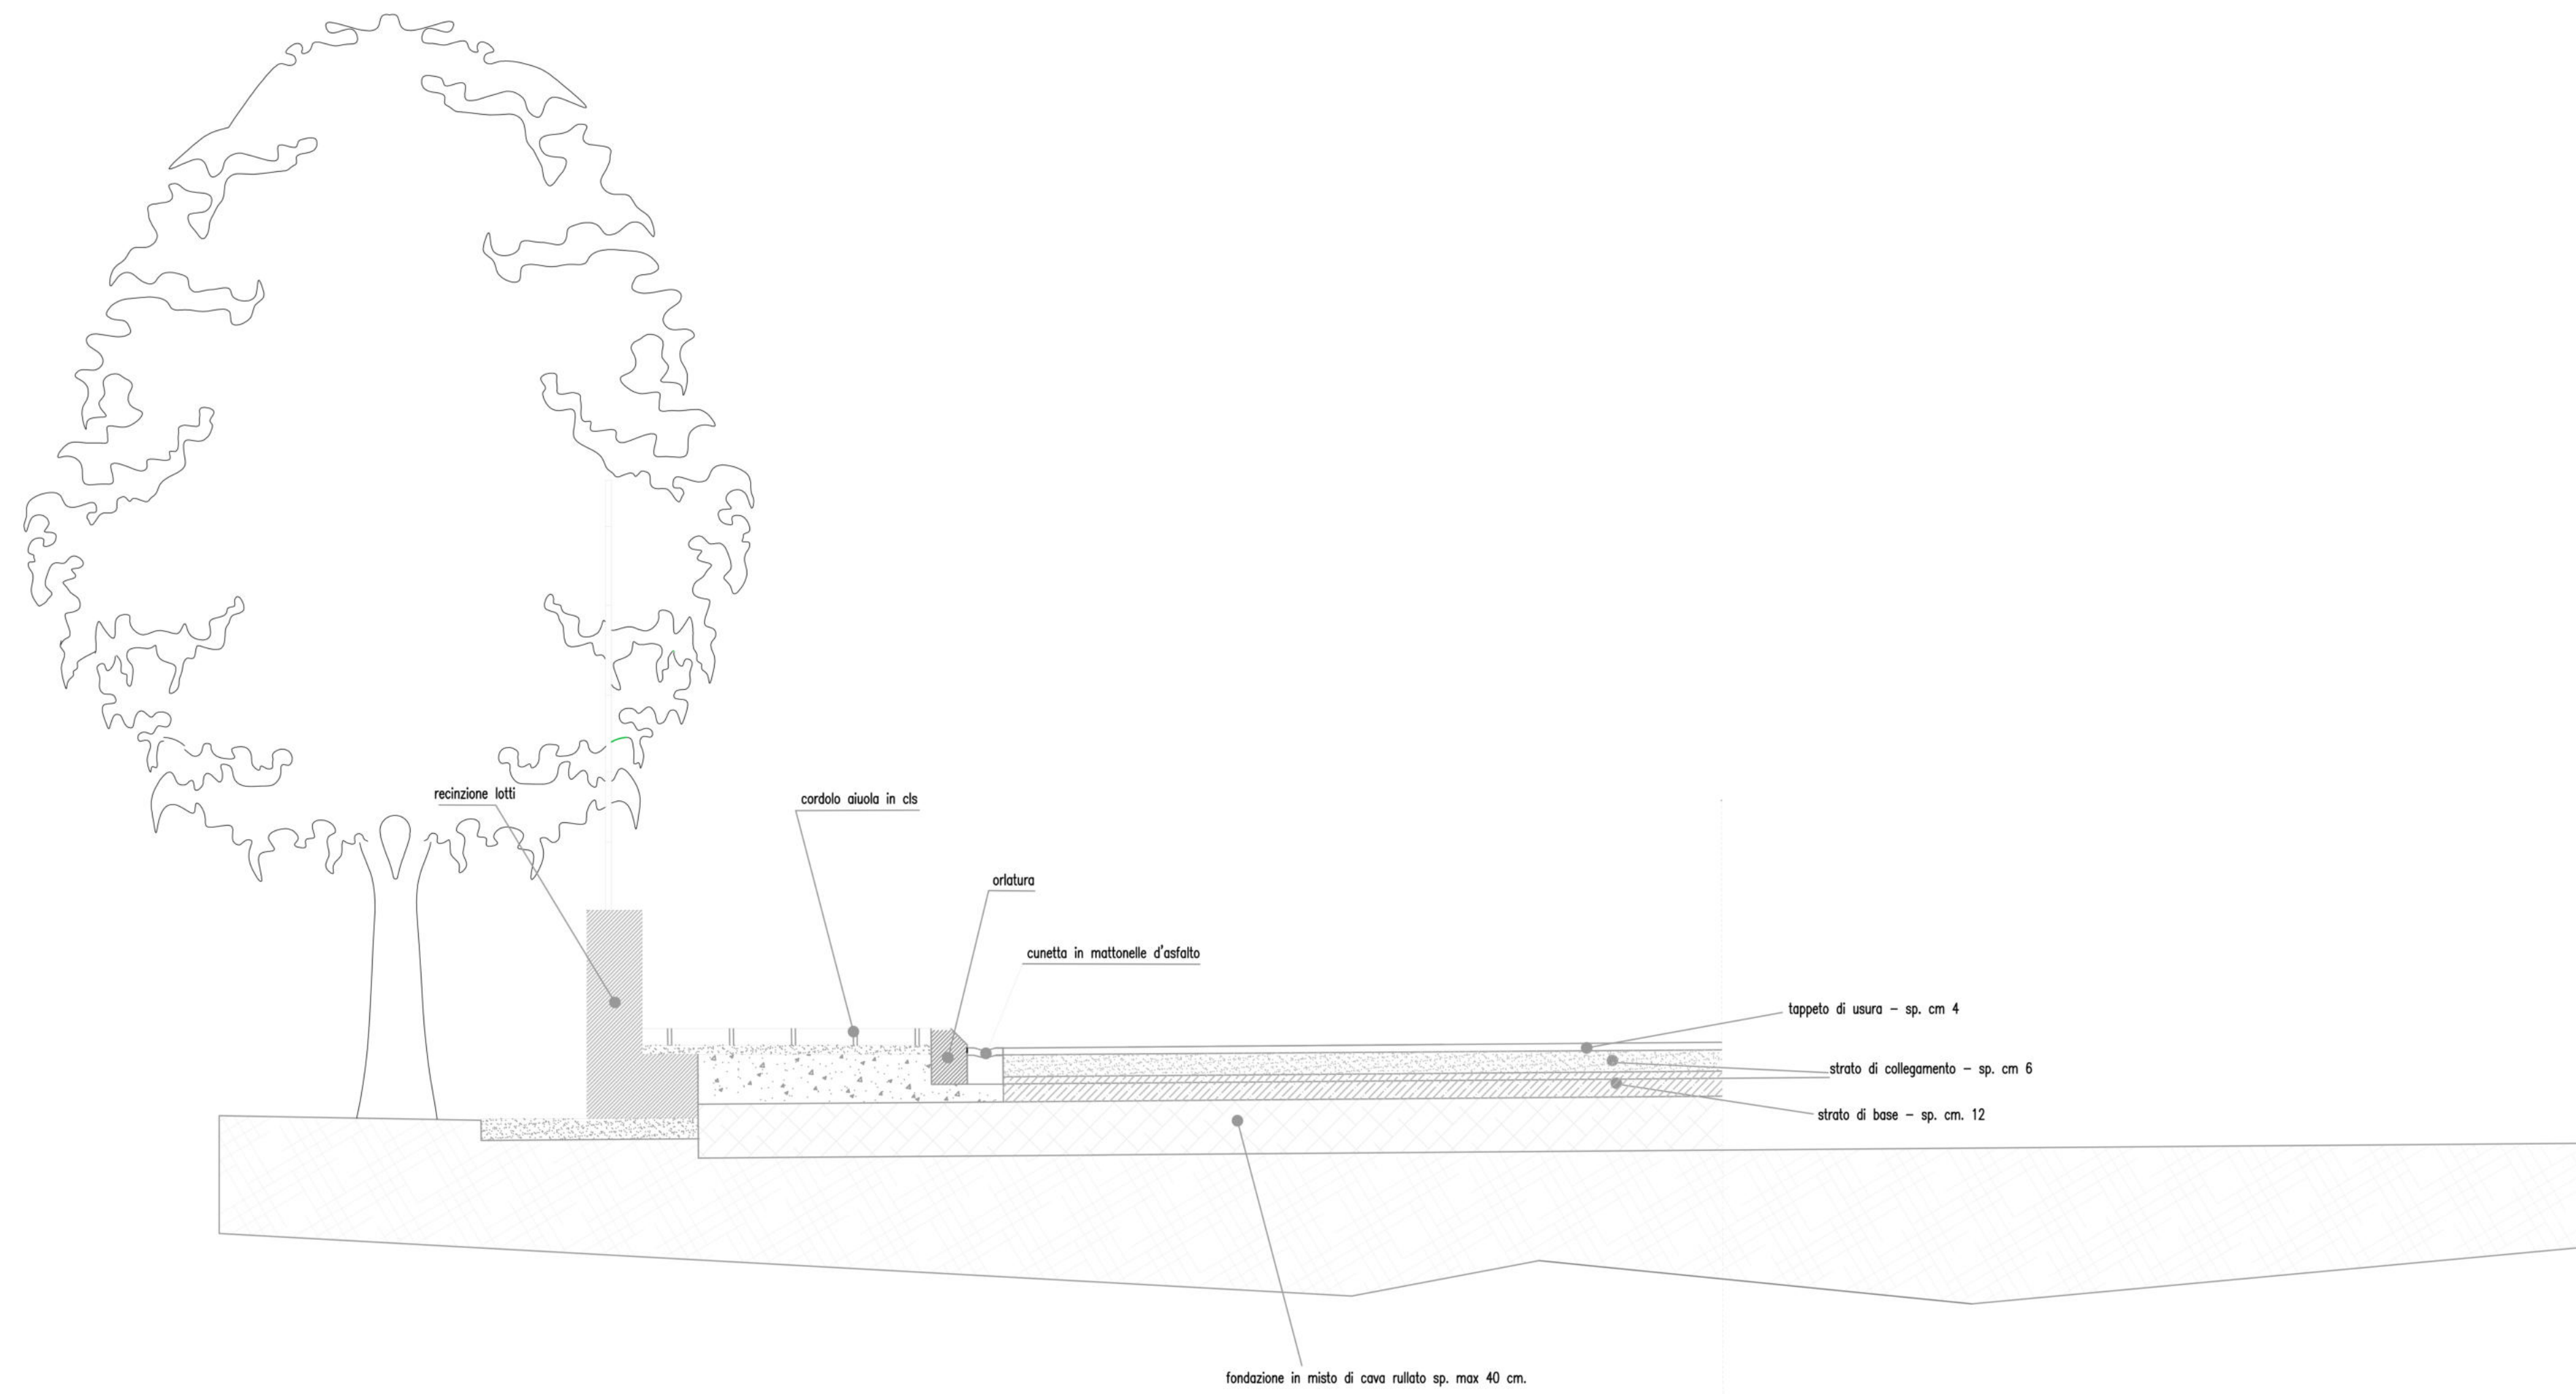 recinzione lotti
cordolo aiuola in cls
orlatura
cunetta in mattonelle d'asfalto
tappeto di usura – sp. cm 4
strato di collegamento – sp. cm 6
strato di base – sp. cm. 12
fondazione in misto di cava rullato sp. max 40 cm.